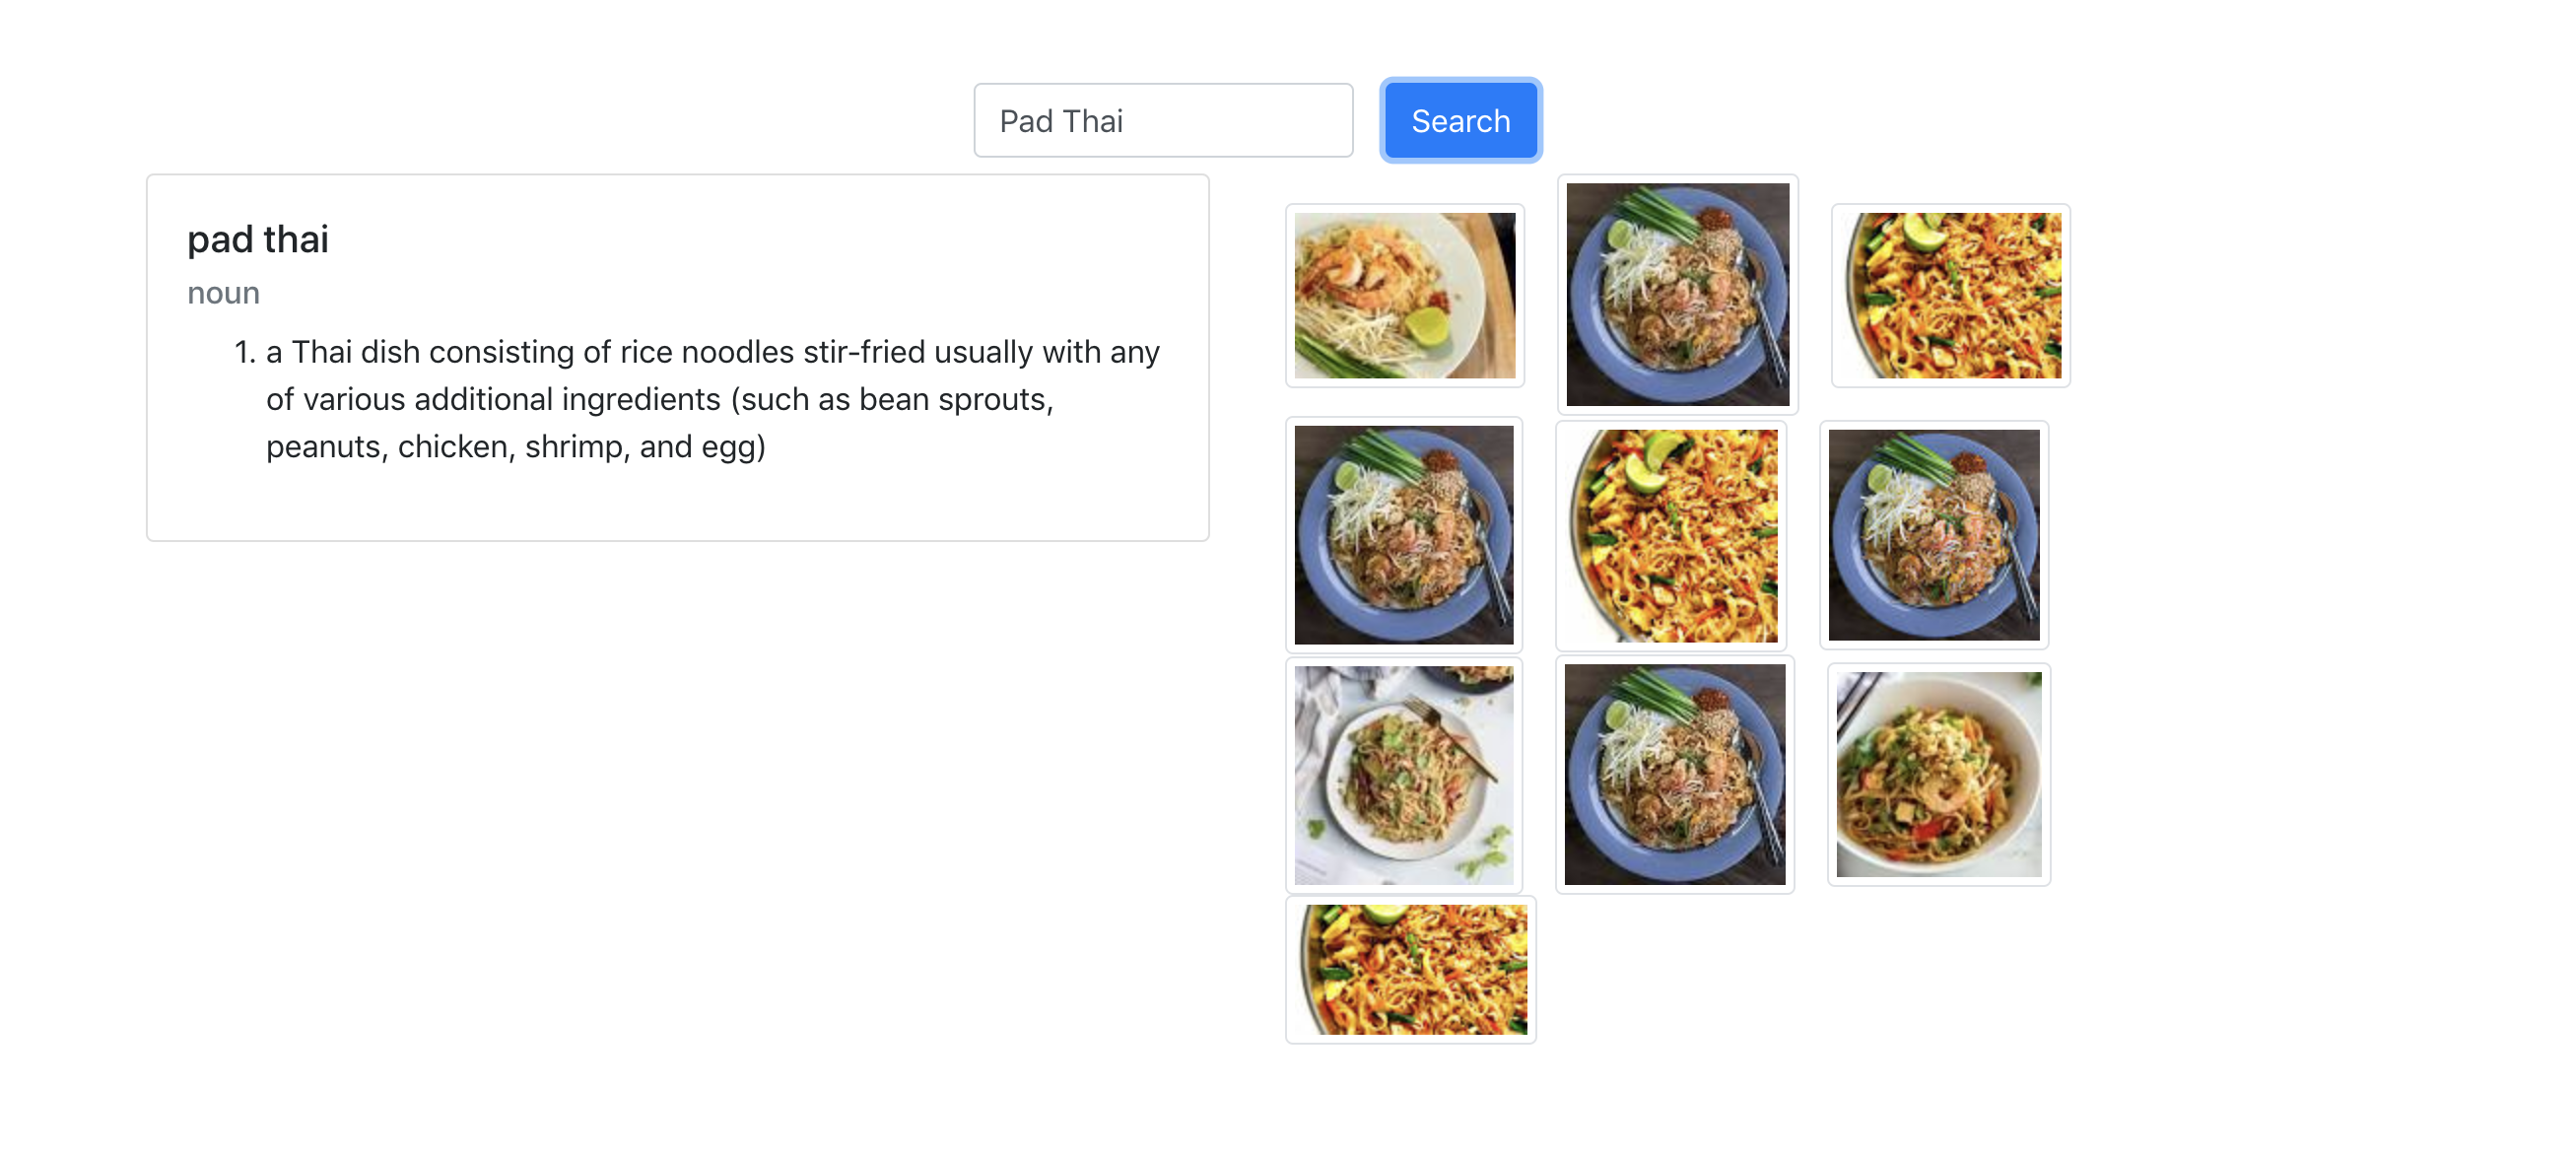 Pad Thai
Search
pad thai
noun
1. a Thai dish consisting of rice noodles stir-fried usually with any
of various additional ingredients (such as bean sprouts,
peanuts, chicken, shrimp, and egg)